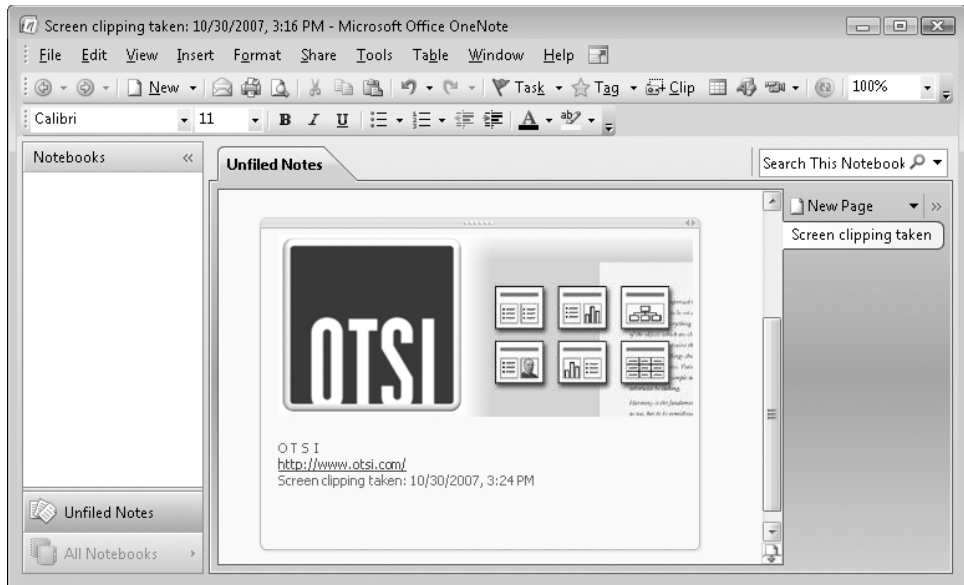 Screen clipping taken: 10/30/2007, 3:16 PM - Microsoft Office OneNote
File Edit View Insert Format Share Tools Table Window Help
New Task Tag Clip 100%
Calibri 11 B I U A ab
Notebooks «
Unfiled Notes
Search This Notebook
New Page »
Screen clipping taken
OTSI
O T S I
http://www.otsi.com/
Screen clipping taken: 10/30/2007, 3:24 PM
Unfiled Notes
All Notebooks